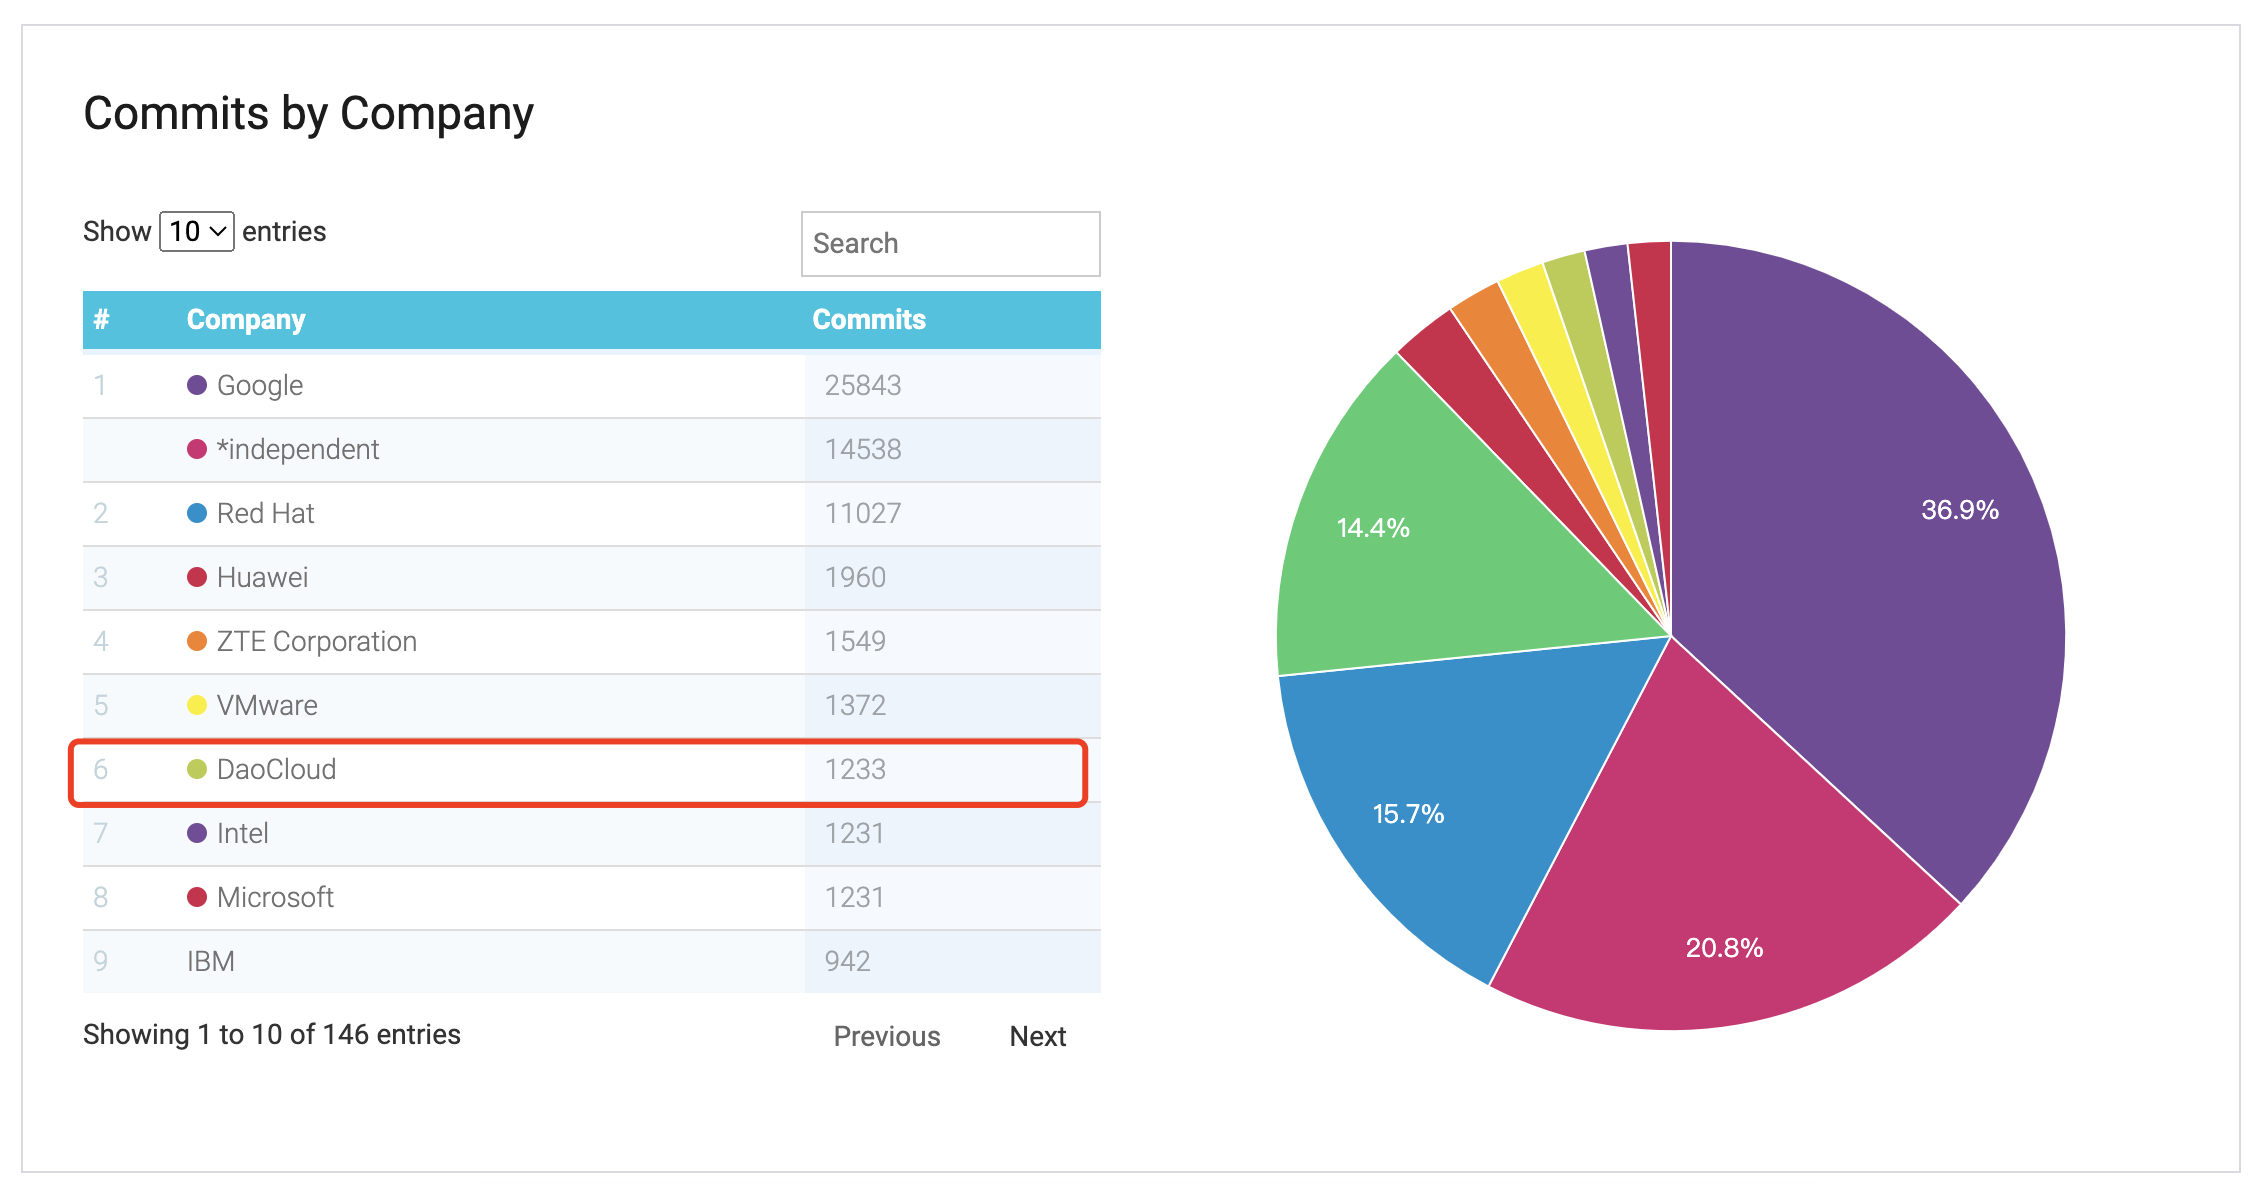 Commits by Company
Show 10 entries
Search
# Company Commits
1 Google 25843
*independent 14538
2 Red Hat 11027
3 Huawei 1960
4 ZTE Corporation 1549
5 VMware 1372
6 DaoCloud 1233
7 Intel 1231
8 Microsoft 1231
9 IBM 942
Showing 1 to 10 of 146 entries
Previous Next
36.9%
14.4%
15.7%
20.8%